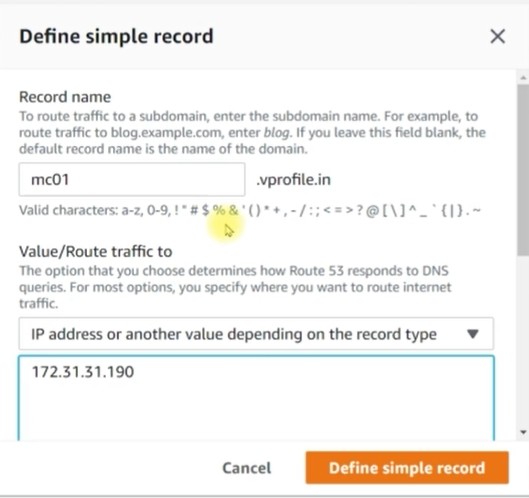 Define simple record
Record name
To route traffic to a subdomain, enter the subdomain name. For example, to
route traffic to blog.example.com, enter blog. If you leave this field blank, the
default record name is the name of the domain.
mc01 .vprofile.in
Valid characters: a-z, 0-9, ! " # $ % & ' ( ) * + , - / : ; < = > ? @ [ \ ] ^ _ ` { | } . ~
Value/Route traffic to
The option that you choose determines how Route 53 responds to DNS
queries. For most options, you specify where you want to route internet
traffic.
IP address or another value depending on the record type
172.31.31.190
Cancel Define simple record